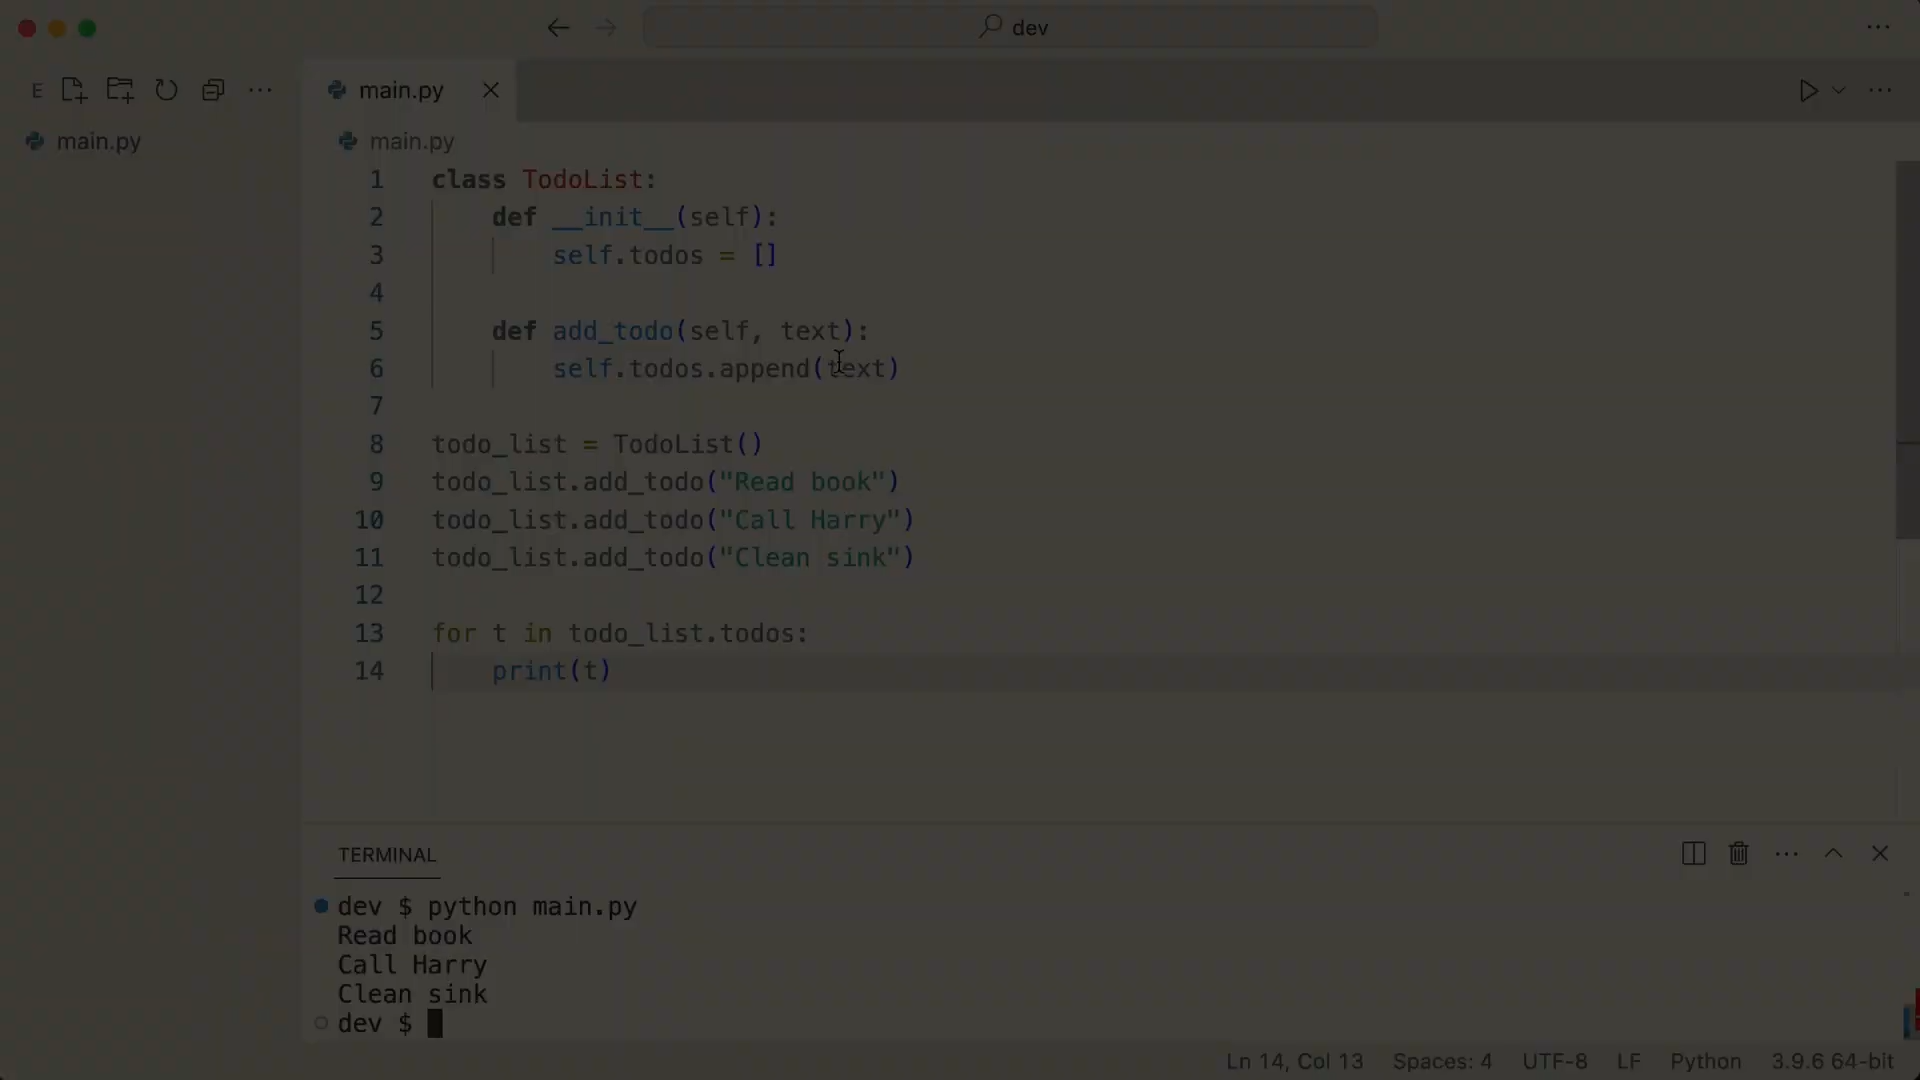 dev
E
main.py
main.py
main.py
1 class TodoList:
2 def __init__(self):
3 self.todos = []
4
5 def add_todo(self, text):
6 self.todos.append(text)
7
8 todo_list = TodoList()
9 todo_list.add_todo("Read book")
10 todo_list.add_todo("Call Harry")
11 todo_list.add_todo("Clean sink")
12
13 for t in todo_list.todos:
14 print(t)
TERMINAL
dev $ python main.py
Read book
Call Harry
Clean sink
dev $
Ln 14, Col 13 Spaces: 4 UTF-8 LF Python 3.9.6 64-bit